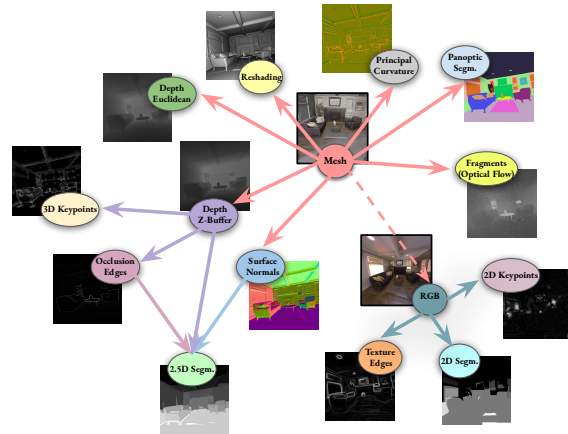 Principal
Curvature
Panoptic
Segm.
Reshading
Depth
Euclidean
Mesh
Fragments
(Optical Flow)
3D Keypoints
Depth
Z-Buffer
Occlusion
Edges
Surface
Normals
2D Keypoints
RGB
Texture
Edges
2D Segm.
2.5D Segm.